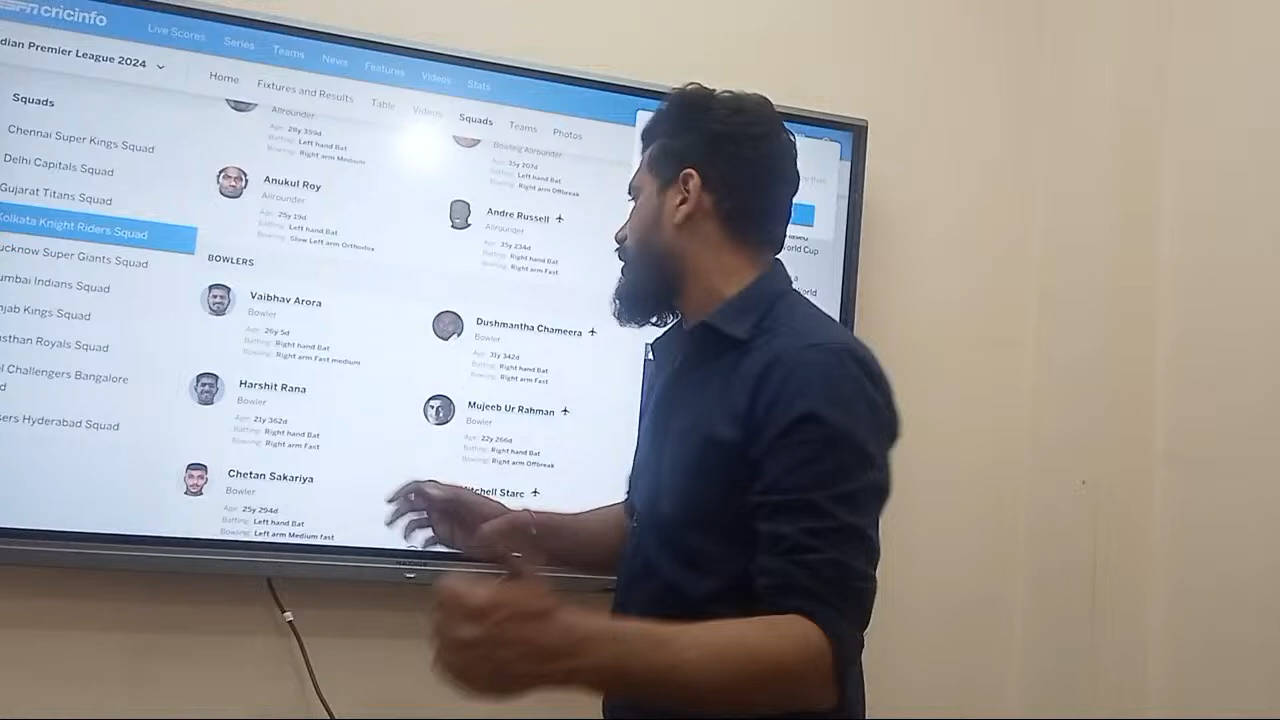 cricinfo
Live Scores
Series
Teams
News
Features
Videos
Stats
dian Premier League 2024
Home
Fixtures and Results
Table
Videos
Squads
Teams
Photos
Squads
Chennai Super Kings Squad
Delhi Capitals Squad
Gujarat Titans Squad
Kolkata Knight Riders Squad
ucknow Super Giants Squad
umbai Indians Squad
njab Kings Squad
asthan Royals Squad
l Challengers Bangalore
d
sers Hyderabad Squad
Allrounder
Age: 28y 359d
Batting: Left hand Bat
Bowling: Right arm Medium
Bowling Allrounder
Age: 35y 207d
Batting: Left hand Bat
Bowling: Right arm Offbreak
Anukul Roy
Allrounder
Age: 25y 19d
Batting: Left hand Bat
Bowling: Slow Left arm Orthodox
Andre Russell
Allrounder
Age: 35y 234d
Batting: Right hand Bat
Bowling: Right arm Fast
BOWLERS
Vaibhav Arora
Bowler
Age: 26y 5d
Batting: Right hand Bat
Bowling: Right arm Fast medium
Dushmantha Chameera
Bowler
Age: 31y 342d
Batting: Right hand Bat
Bowling: Right arm Fast
Harshit Rana
Bowler
Age: 21y 362d
Batting: Right hand Bat
Bowling: Right arm Fast
Mujeeb Ur Rahman
Bowler
Age: 22y 266d
Batting: Right hand Bat
Bowling: Right arm Offbreak
Chetan Sakariya
Bowler
Age: 25y 294d
Batting: Left hand Bat
Bowling: Left arm Medium fast
itchell Starc
World Cup
a
World